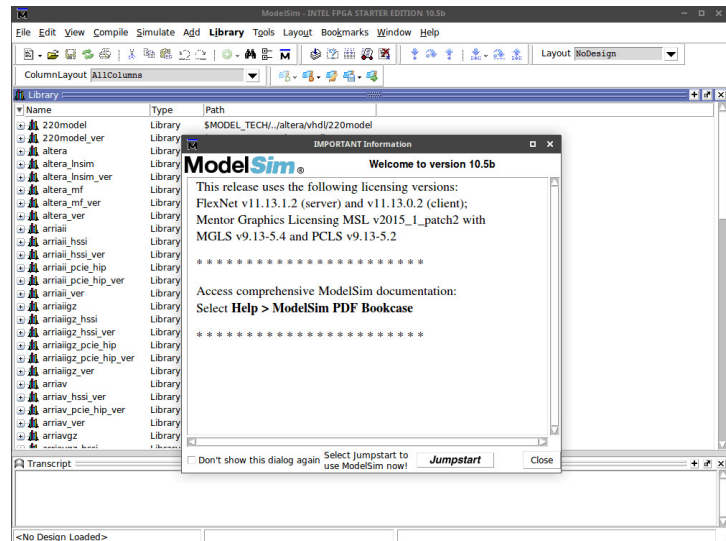 ModelSim - INTEL FPGA STARTER EDITION 10.5b
File Edit View Compile Simulate Add Library Tools Layout Bookmarks Window Help
Layout NoDesign
ColumnLayout AllColumns
Library
Name Type Path
220model Library $MODEL_TECH/../altera/vhdl/220model
220model_ver Library
altera Library
altera_lnsim Library
altera_lnsim_ver Library
altera_mf Library
altera_mf_ver Library
altera_ver Library
arriaii Library
arriaii_hssi Library
arriaii_hssi_ver Library
arriaii_pcie_hip Library
arriaii_pcie_hip_ver Library
arriaii_ver Library
arriaiigz Library
arriaiigz_hssi Library
arriaiigz_hssi_ver Library
arriaiigz_pcie_hip Library
arriaiigz_pcie_hip_ver Library
arriaiigz_ver Library
arriav Library
arriav_hssi_ver Library
arriav_pcie_hip_ver Library
arriav_ver Library
arriavgz Library
IMPORTANT Information
ModelSim® Welcome to version 10.5b
This release uses the following licensing versions:
FlexNet v11.13.1.2 (server) and v11.13.0.2 (client);
Mentor Graphics Licensing MSL v2015_1_patch2 with
MGLS v9.13-5.4 and PCLS v9.13-5.2
* * * * * * * * * * * * * * * * * * * * * * *
Access comprehensive ModelSim documentation:
Select Help > ModelSim PDF Bookcase
* * * * * * * * * * * * * * * * * * * * * * *
Don't show this dialog again
Select Jumpstart to
use ModelSim now!
Jumpstart
Close
Transcript
<No Design Loaded>